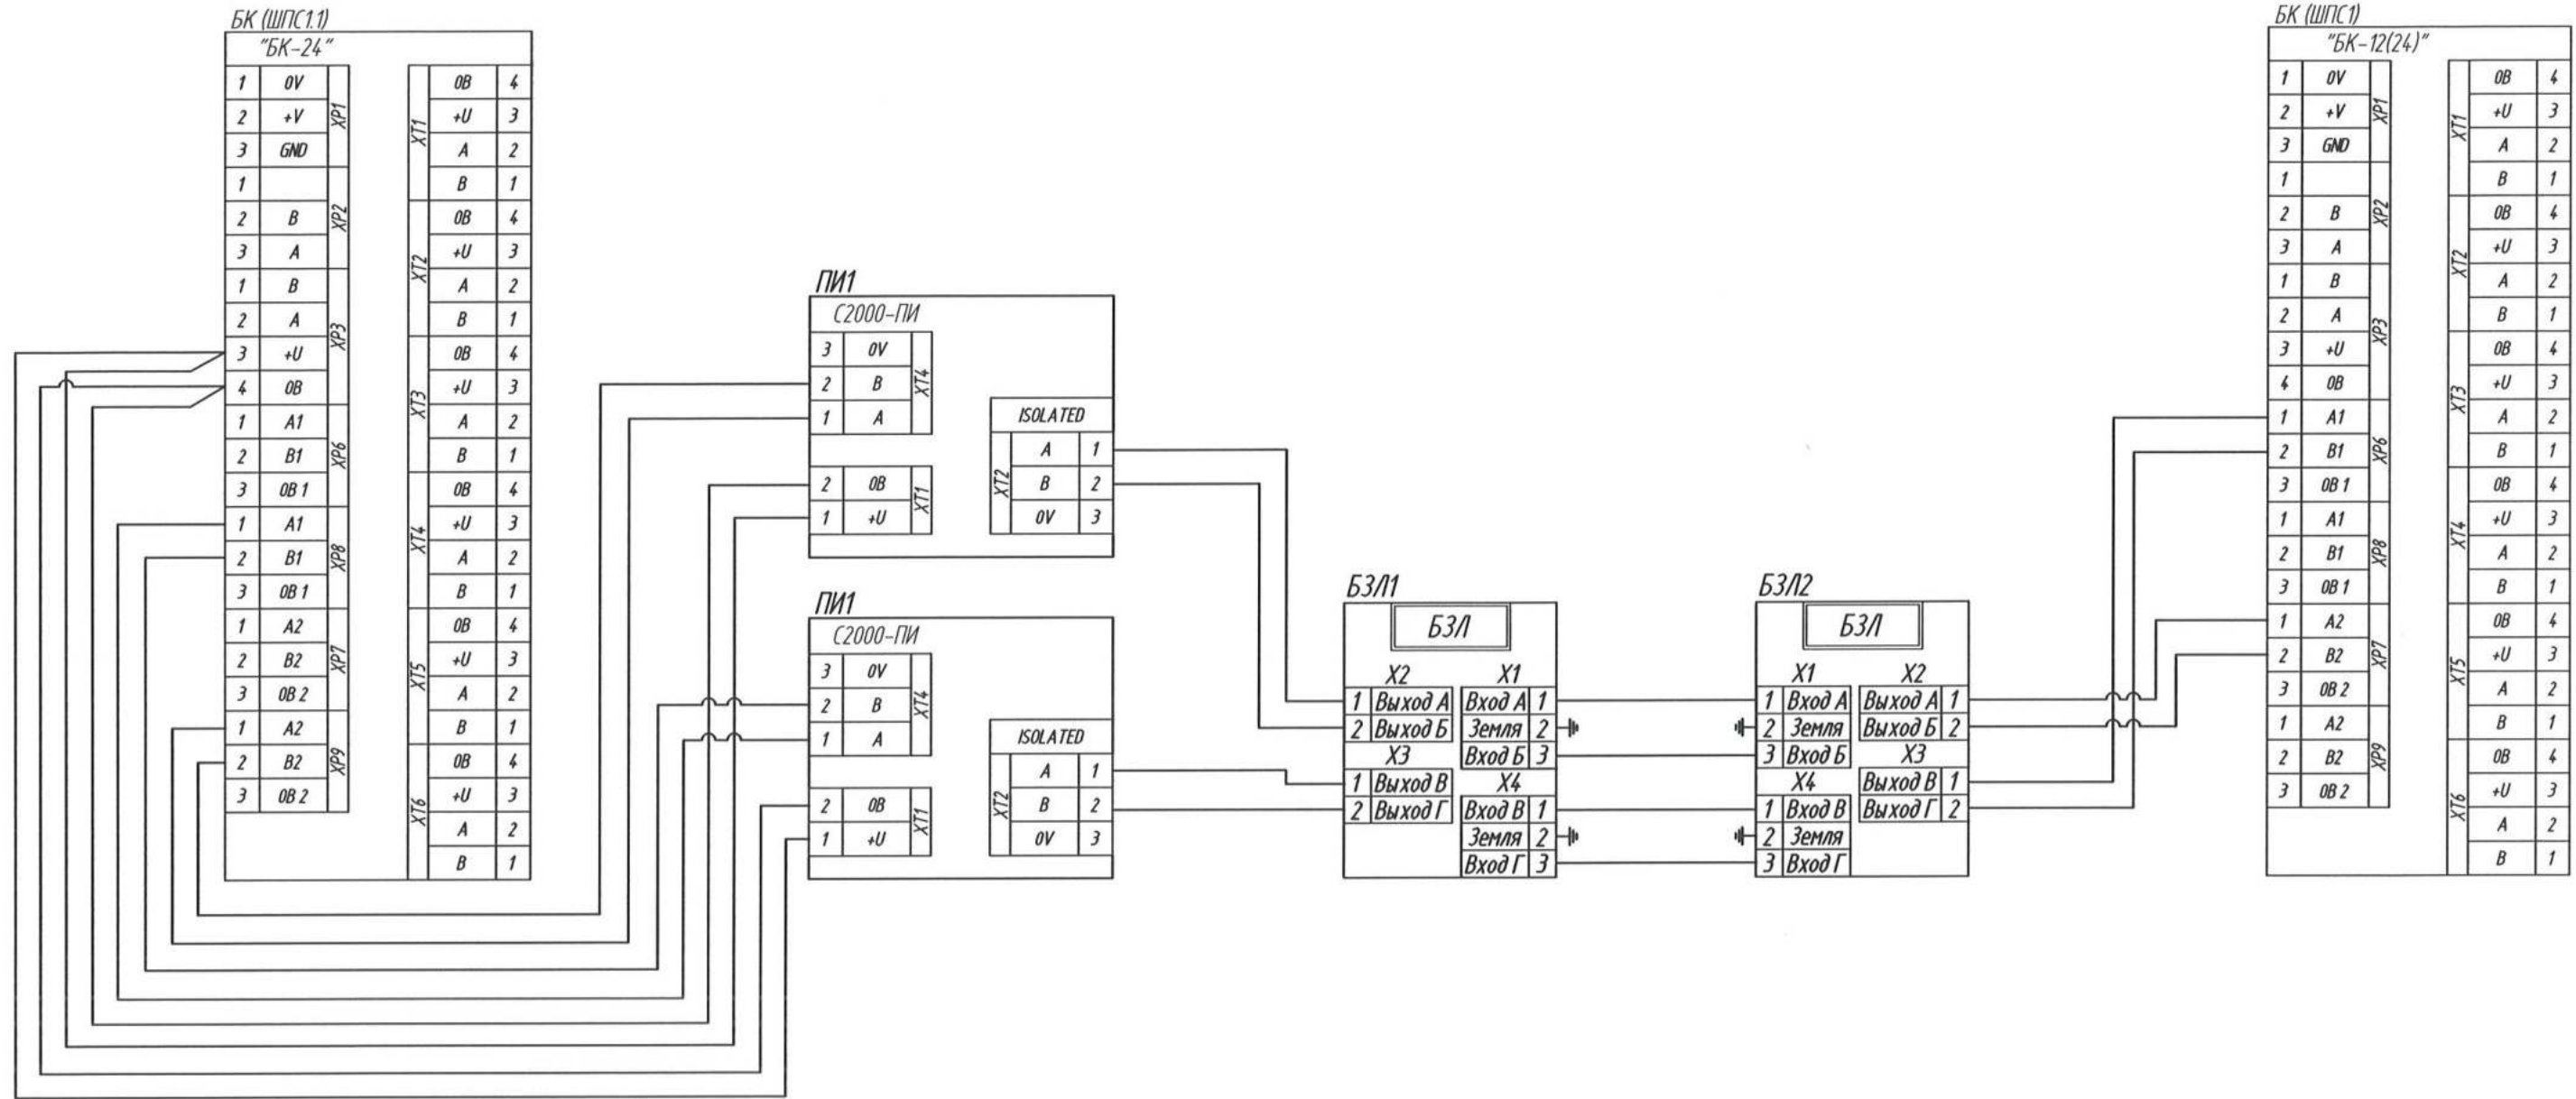 БК (ШПС1.1)
"БК-24"
1 0V
2 +V
3 GND
XP1
1
2 B
3 A
XP2
1 B
2 A
3 +U
4 0B
XP3
1 A1
2 B1
3 0B 1
XP6
1 A1
2 B1
3 0B 1
XP8
1 A2
2 B2
3 0B 2
XP7
1 A2
2 B2
3 0B 2
XP9
XT1
0B 4
+U 3
A 2
B 1
XT2
0B 4
+U 3
A 2
B 1
XT3
0B 4
+U 3
A 2
B 1
XT4
0B 4
+U 3
A 2
B 1
XT5
0B 4
+U 3
A 2
B 1
XT6
0B 4
+U 3
A 2
B 1
ПИ1
С2000-ПИ
3 0V
2 B
1 A
XT4
2 0B
1 +U
XT1
ISOLATED
XT2
A 1
B 2
0V 3
ПИ1
С2000-ПИ
3 0V
2 B
1 A
XT4
2 0B
1 +U
XT1
ISOLATED
XT2
A 1
B 2
0V 3
БЗЛ1
БЗЛ
X2
1 Выход А
2 Выход Б
X3
1 Выход В
2 Выход Г
X1
Вход А 1
Земля 2
Вход Б 3
X4
Вход В 1
Земля 2
Вход Г 3
БЗЛ2
БЗЛ
X1
1 Вход А
2 Земля
3 Вход Б
X4
1 Вход В
2 Земля
3 Вход Г
X2
Выход А 1
Выход Б 2
X3
Выход В 1
Выход Г 2
БК (ШПС1)
"БК-12(24)"
1 0V
2 +V
3 GND
XP1
1
2 B
3 A
XP2
1 B
2 A
3 +U
4 0B
XP3
1 A1
2 B1
3 0B 1
XP6
1 A1
2 B1
3 0B 1
XP8
1 A2
2 B2
3 0B 2
XP7
1 A2
2 B2
3 0B 2
XP9
XT1
0B 4
+U 3
A 2
B 1
XT2
0B 4
+U 3
A 2
B 1
XT3
0B 4
+U 3
A 2
B 1
XT4
0B 4
+U 3
A 2
B 1
XT5
0B 4
+U 3
A 2
B 1
XT6
0B 4
+U 3
A 2
B 1